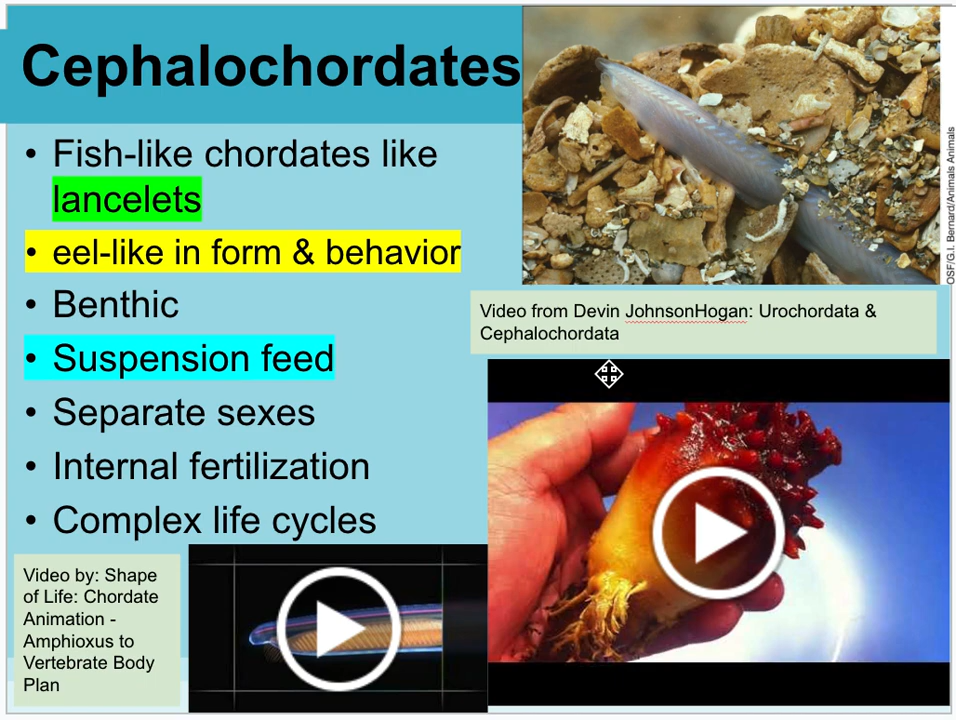 Cephalochordates
• Fish-like chordates like
lancelets
• eel-like in form & behavior
• Benthic
• Suspension feed
• Separate sexes
• Internal fertilization
• Complex life cycles
OSF/G.I. Bernard/Animals Animals
Video from Devin JohnsonHogan: Urochordata &
Cephalochordata
Video by: Shape
of Life: Chordate
Animation -
Amphioxus to
Vertebrate Body
Plan